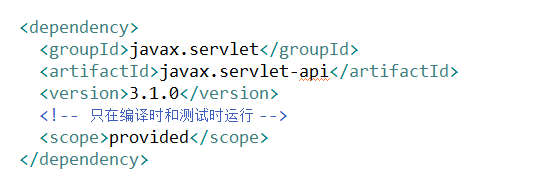 <dependency>
<groupId>javax.servlet</groupId>
<artifactId>javax.servlet-api</artifactId>
<version>3.1.0</version>
<!-- 只在编译时和测试时运行 -->
<scope>provided</scope>
</dependency>